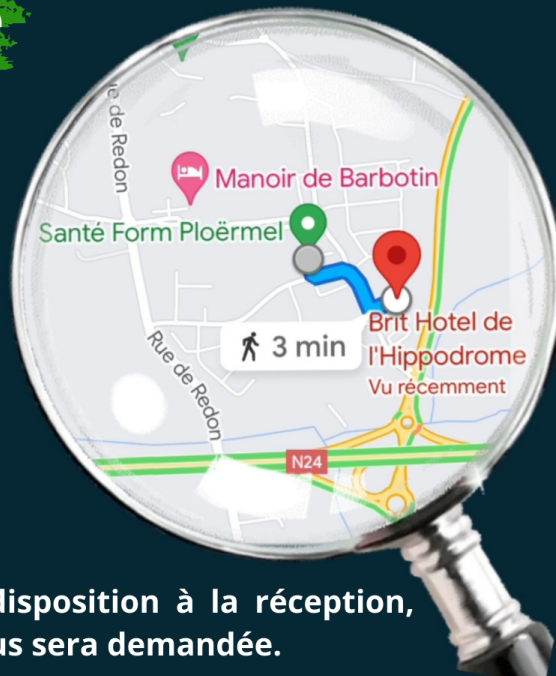 de Redon
Manoir de Barbotin
Santé Form Ploërmel
3 min
Brit Hotel de
l'Hippodrome
Vu récemment
Rue de Redon
N24
disposition à la réception,
sera demandée.